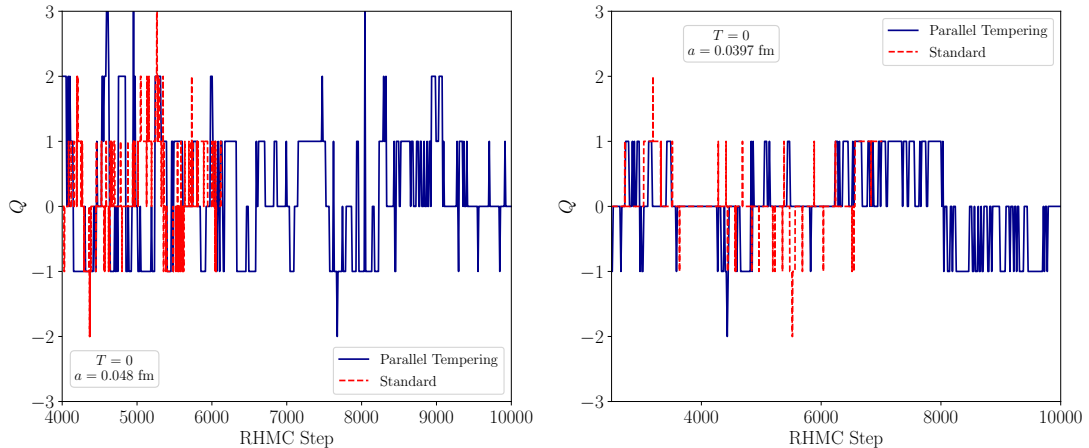 3
2
1
0
−1
−2
−3
Q
T = 0
a = 0.048 fm
Parallel Tempering
Standard
4000 5000 6000 7000 8000 9000 10000
RHMC Step
3
2
1
0
−1
−2
−3
Q
T = 0
a = 0.0397 fm
Parallel Tempering
Standard
4000 6000 8000 10000
RHMC Step